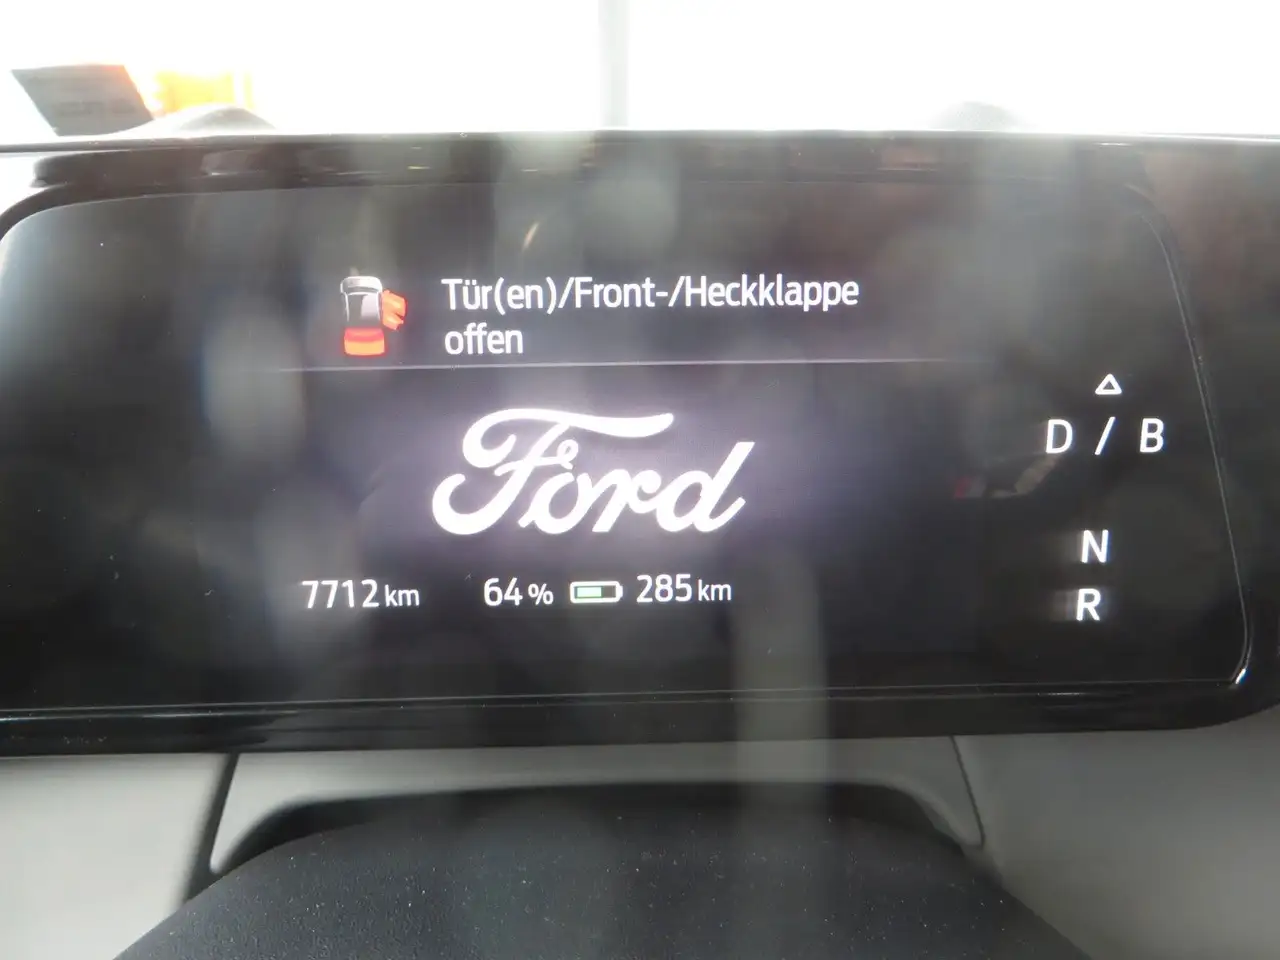 Tür(en)/Front-/Heckklappe
offen
Ford
7712 km 64 % 285 km
D / B
N
R